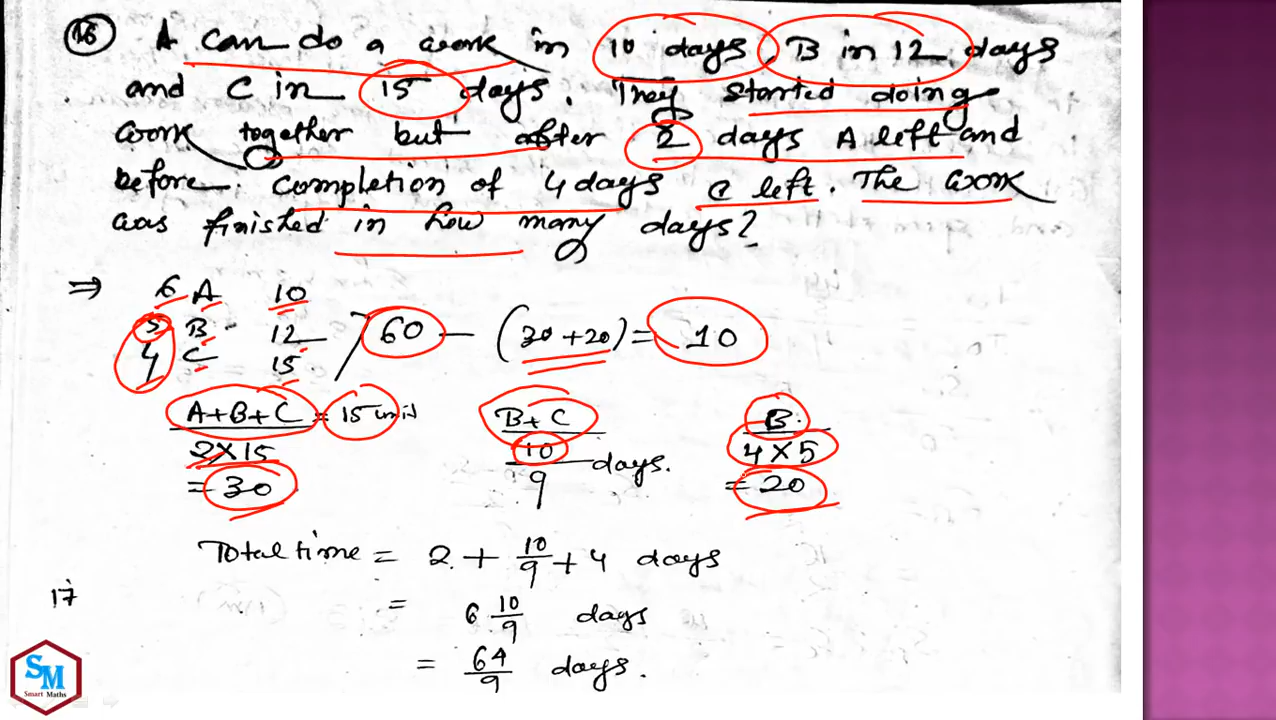 16 A can do a work in 10 days, B in 12 days
and C in 15 days. They started doing
work together but after 2 days A left and
before completion of 4 days C left. The work
was finished in how many days?
⇒ 6 A 10
5 B 12
4 C 15
60 - (30 + 20) = 10
A+B+C = 15 unit
2 X 15
= 30
B+C
10/9 days.
B
4 X 5
= 20
Total time = 2 + 10/9 + 4 days
= 6 10/9 days
= 64/9 days.
17
SM
Smart Maths